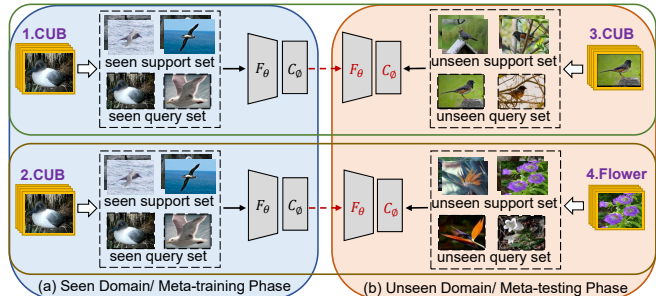 1.CUB
seen support set
seen query set
F_θ C_∅
F_θ C_∅
unseen support set
unseen query set
3.CUB
2.CUB
seen support set
seen query set
F_θ C_∅
F_θ C_∅
unseen support set
unseen query set
4.Flower
(a) Seen Domain/ Meta-training Phase
(b) Unseen Domain/ Meta-testing Phase